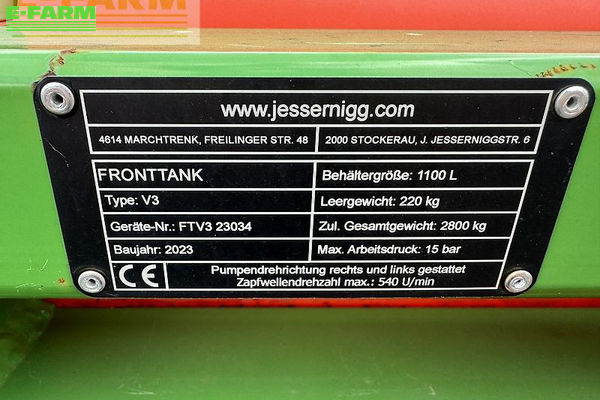 E-FARM
E-FARM
www.jessernigg.com
4614 MARCHTRENK, FREILINGER STR. 48
2000 STOCKERAU, J. JESSERNIGGSTR. 6
FRONTTANK
Behältergröße: 1100 L
Type: V3
Leergewicht: 220 kg
Geräte-Nr: FTV3 23034
Zul. Gesamtgewicht: 2800 kg
Baujahr: 2023
Max. Arbeitsdruck: 15 bar
CE
Pumpendrehrichtung rechts und links gestattet
Zapfwellendrehzahl max.: 540 U/min